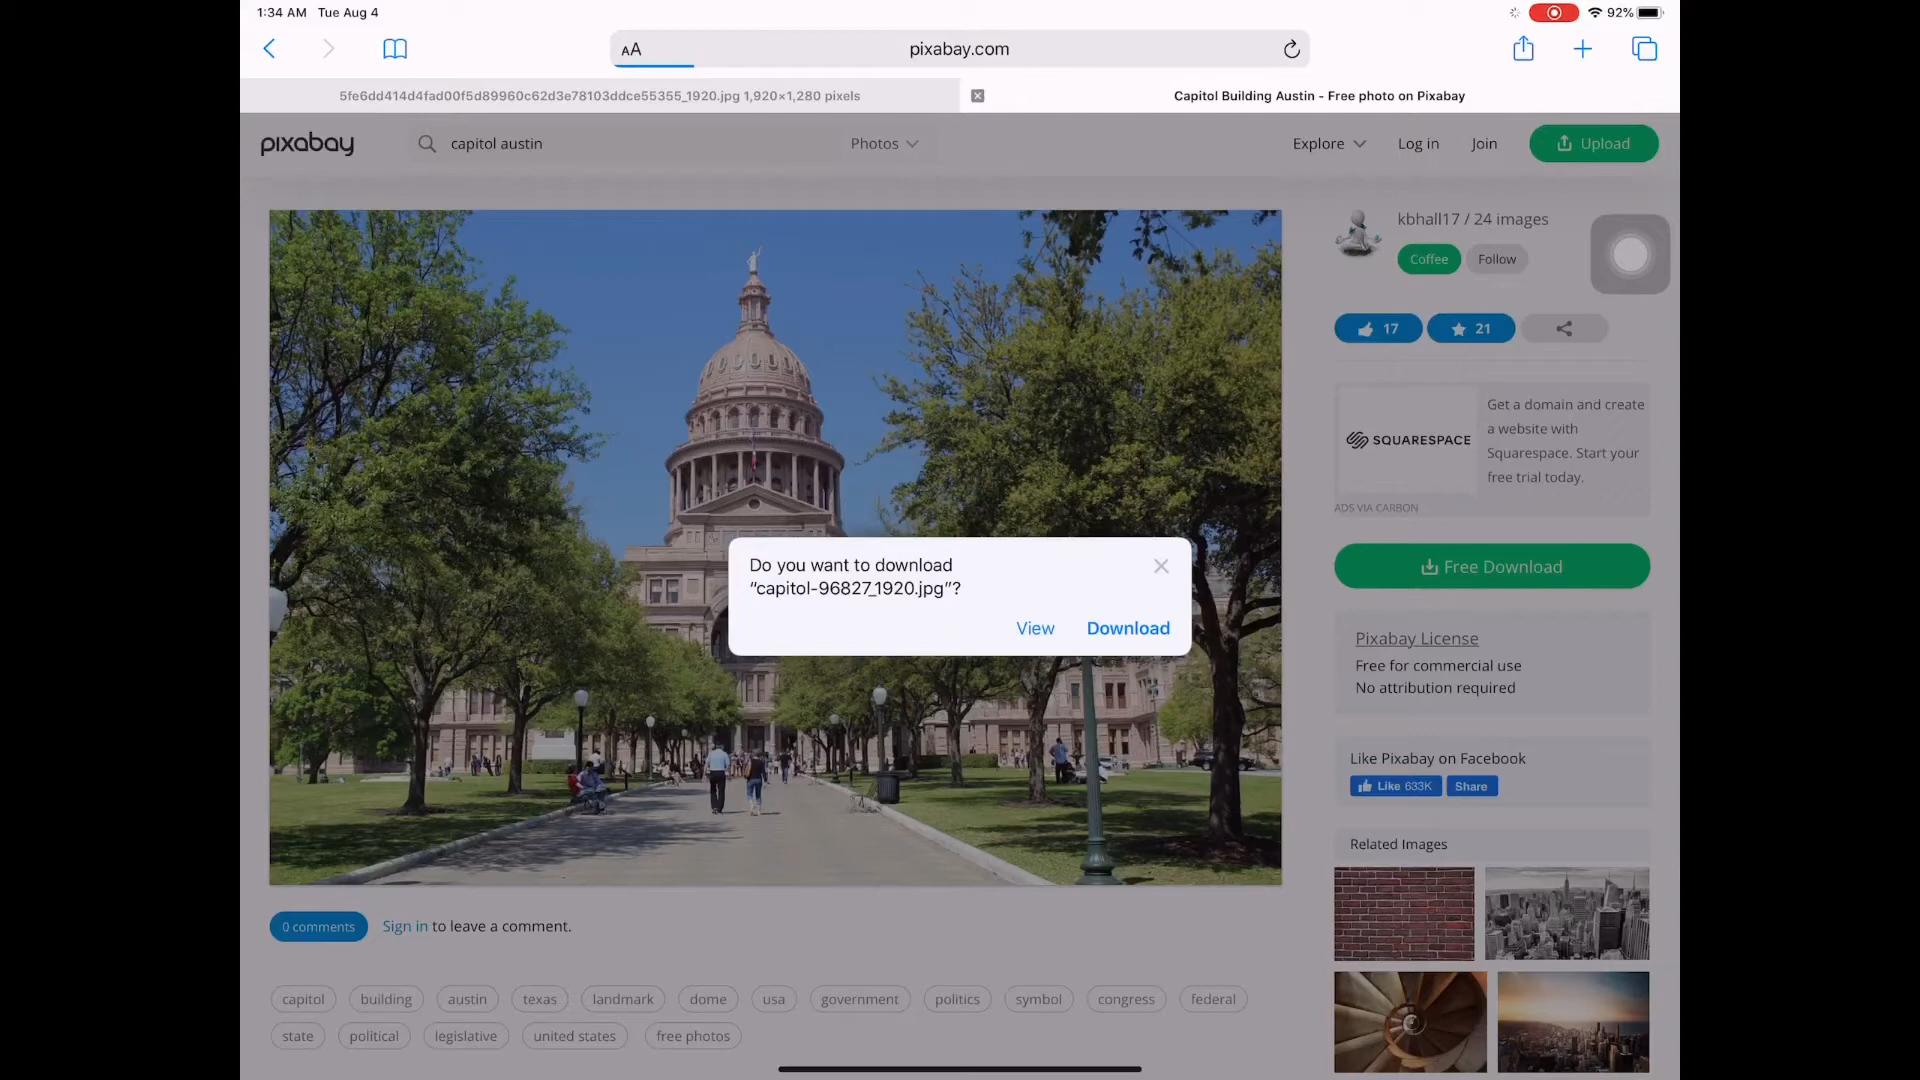 1:34 AM Tue Aug 4
92%
AA
pixabay.com
5fe6dd414d4fad00f5d89960c62d3e78103ddce55355_1920.jpg 1,920×1,280 pixels
Capitol Building Austin - Free photo on Pixabay
pixabay
capitol austin
Photos
Explore
Log in
Join
Upload
kbhall17 / 24 images
Coffee
Follow
17
21
SQUARESPACE
Get a domain and create
a website with
Squarespace. Start your
free trial today.
ADS VIA CARBON
Do you want to download
“capitol-96827_1920.jpg”?
View
Download
Free Download
Pixabay License
Free for commercial use
No attribution required
Like Pixabay on Facebook
Like 633K
Share
Related Images
0 comments
Sign in to leave a comment.
capitol
building
austin
texas
landmark
dome
usa
government
politics
symbol
congress
federal
state
political
legislative
united states
free photos